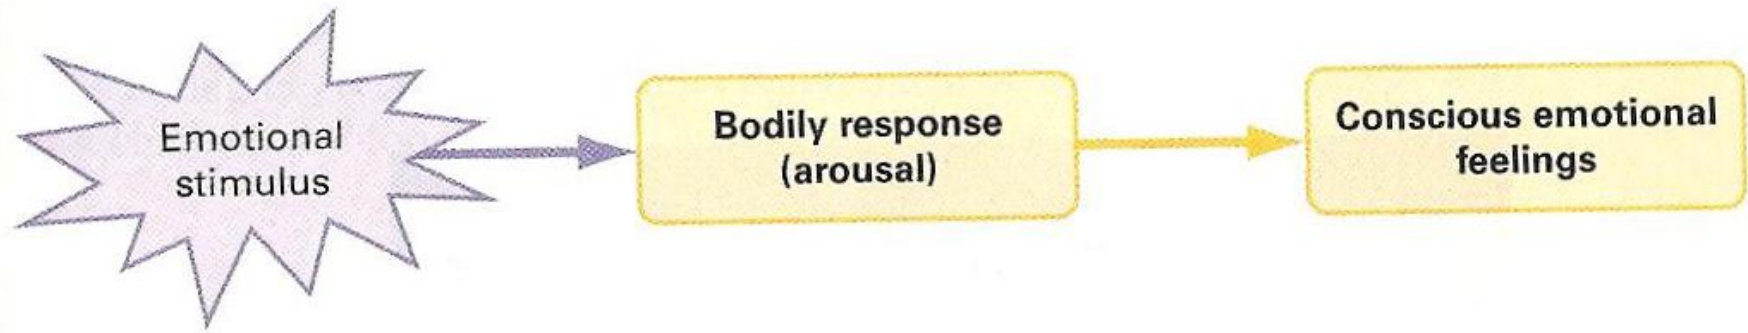 Emotional
stimulus
Bodily response
(arousal)
Conscious emotional
feelings